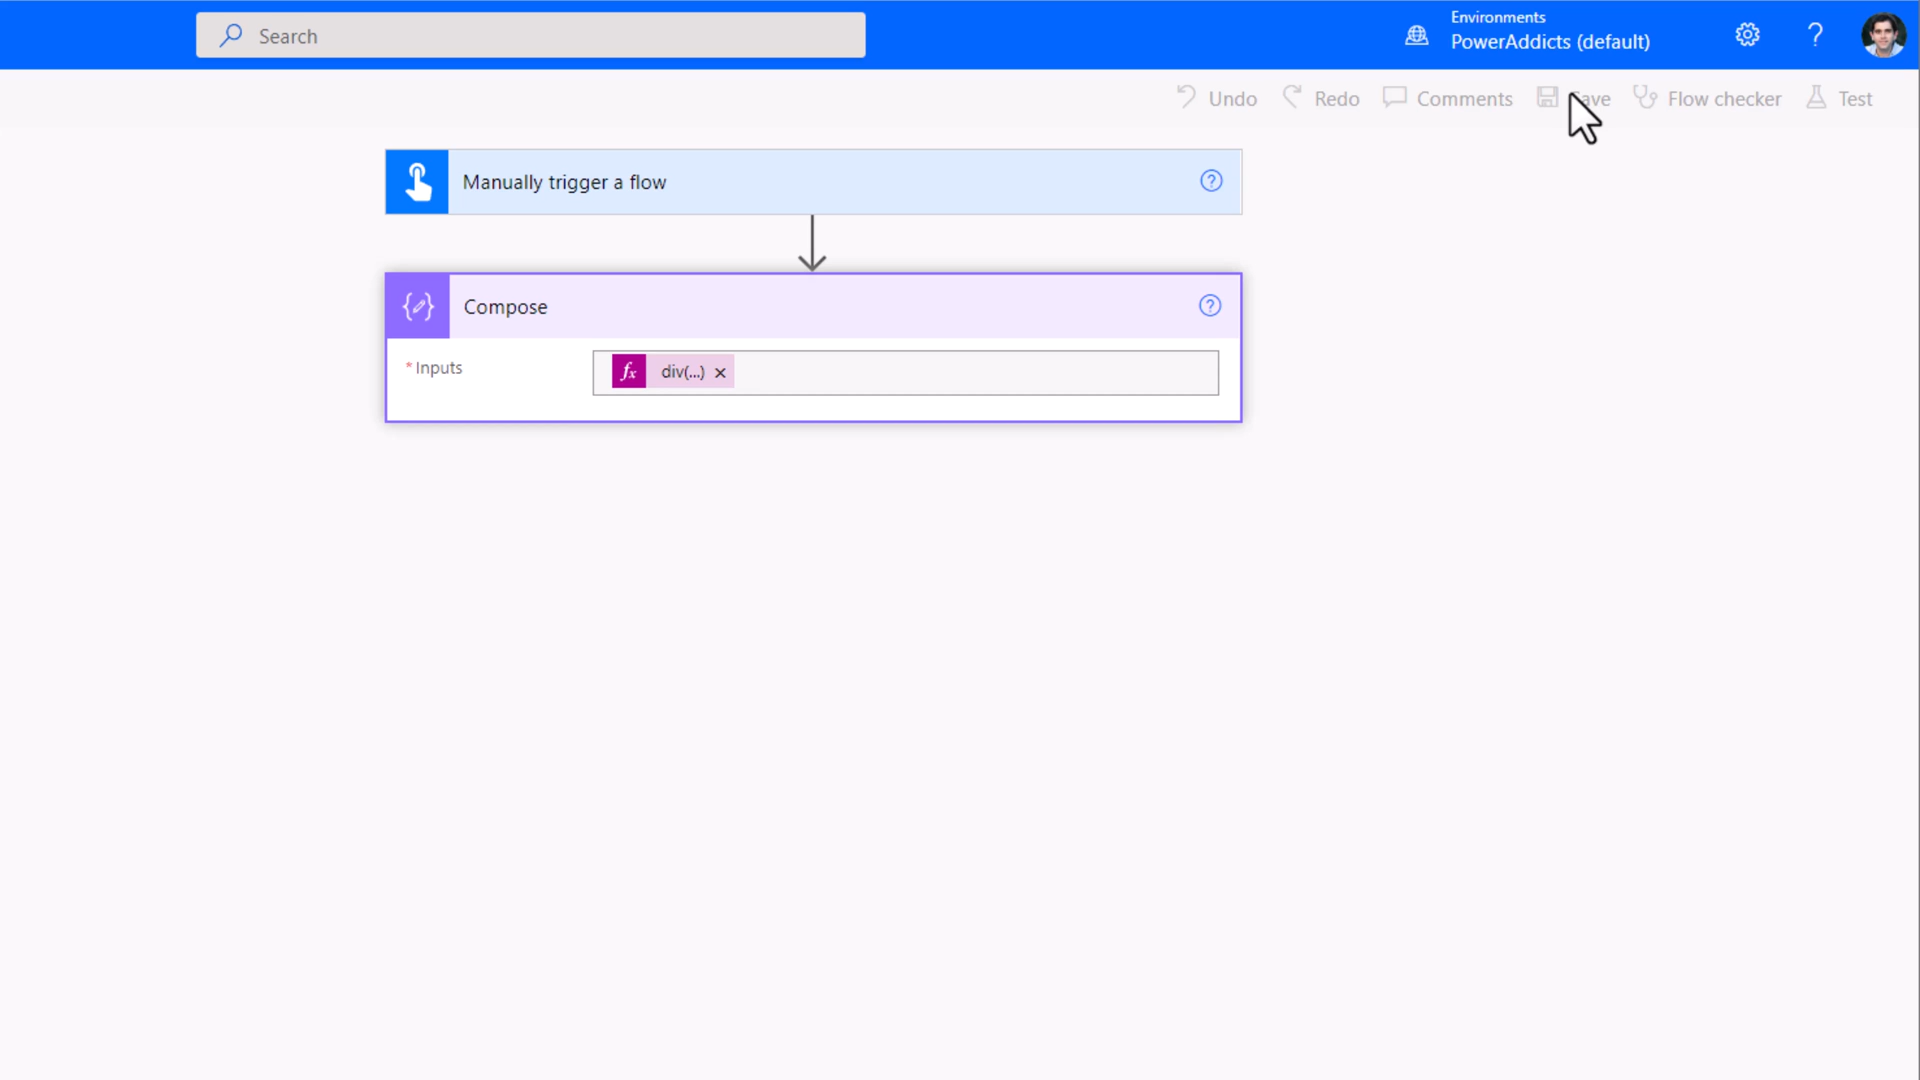 Search
Environments
PowerAddicts (default)
Undo
Redo
Comments
Flow checker
Test
Manually trigger a flow
Compose
* Inputs
fx div(...) ×